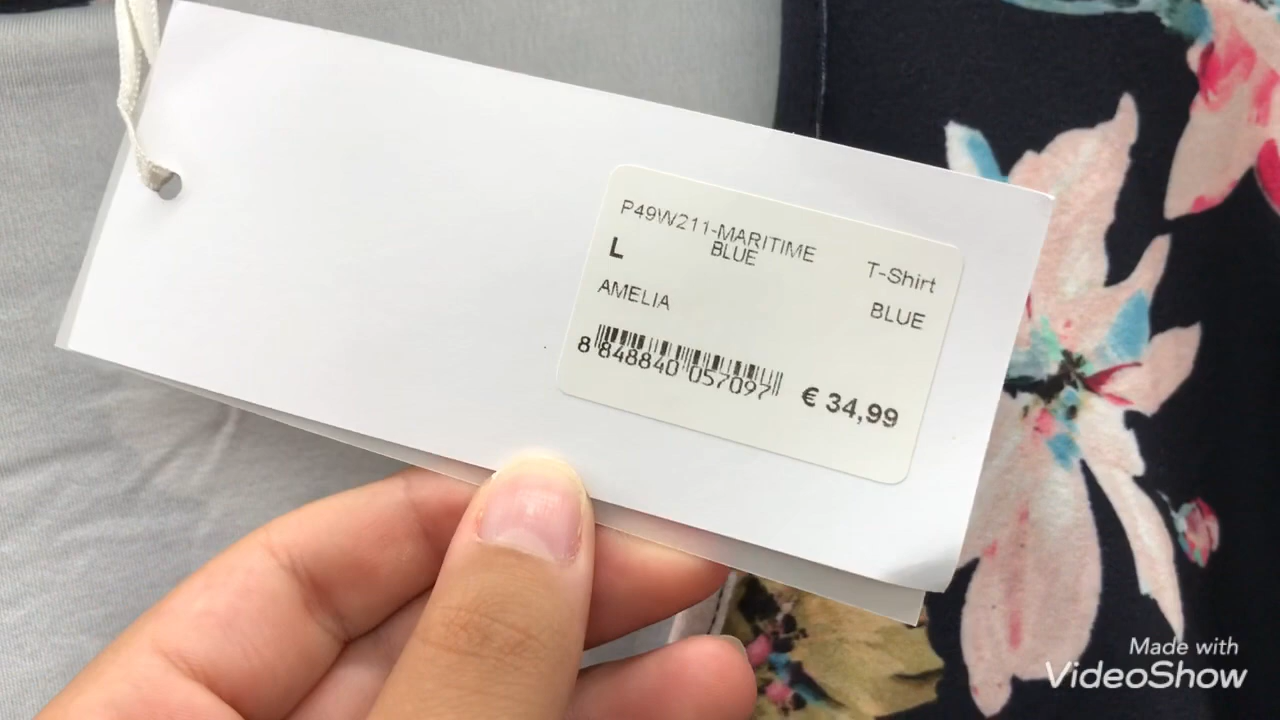 P49W211-MARITIME
BLUE
L
T-Shirt
AMELIA
BLUE
8 848840 057097
€ 34,99
Made with
VideoShow